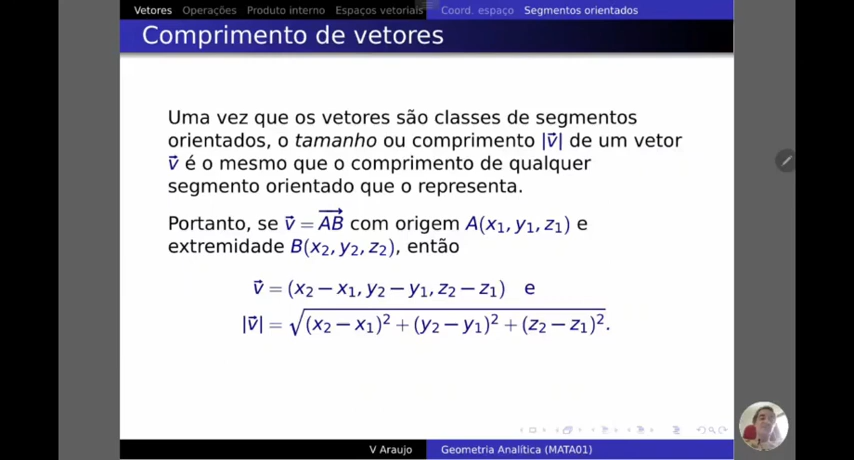 Vetores Operações Produto interno Espaços vetoriais Coord. espaço Segmentos orientados
Comprimento de vetores
Uma vez que os vetores são classes de segmentos
orientados, o tamanho ou comprimento |v⃗| de um vetor
v⃗ é o mesmo que o comprimento de qualquer
segmento orientado que o representa.
Portanto, se v⃗ = AB⃗ com origem A(x₁, y₁, z₁) e
extremidade B(x₂, y₂, z₂), então
v⃗ = (x₂ − x₁, y₂ − y₁, z₂ − z₁) e
|v⃗| = √((x₂ − x₁)² + (y₂ − y₁)² + (z₂ − z₁)²).
V Araujo Geometria Analítica (MATA01)